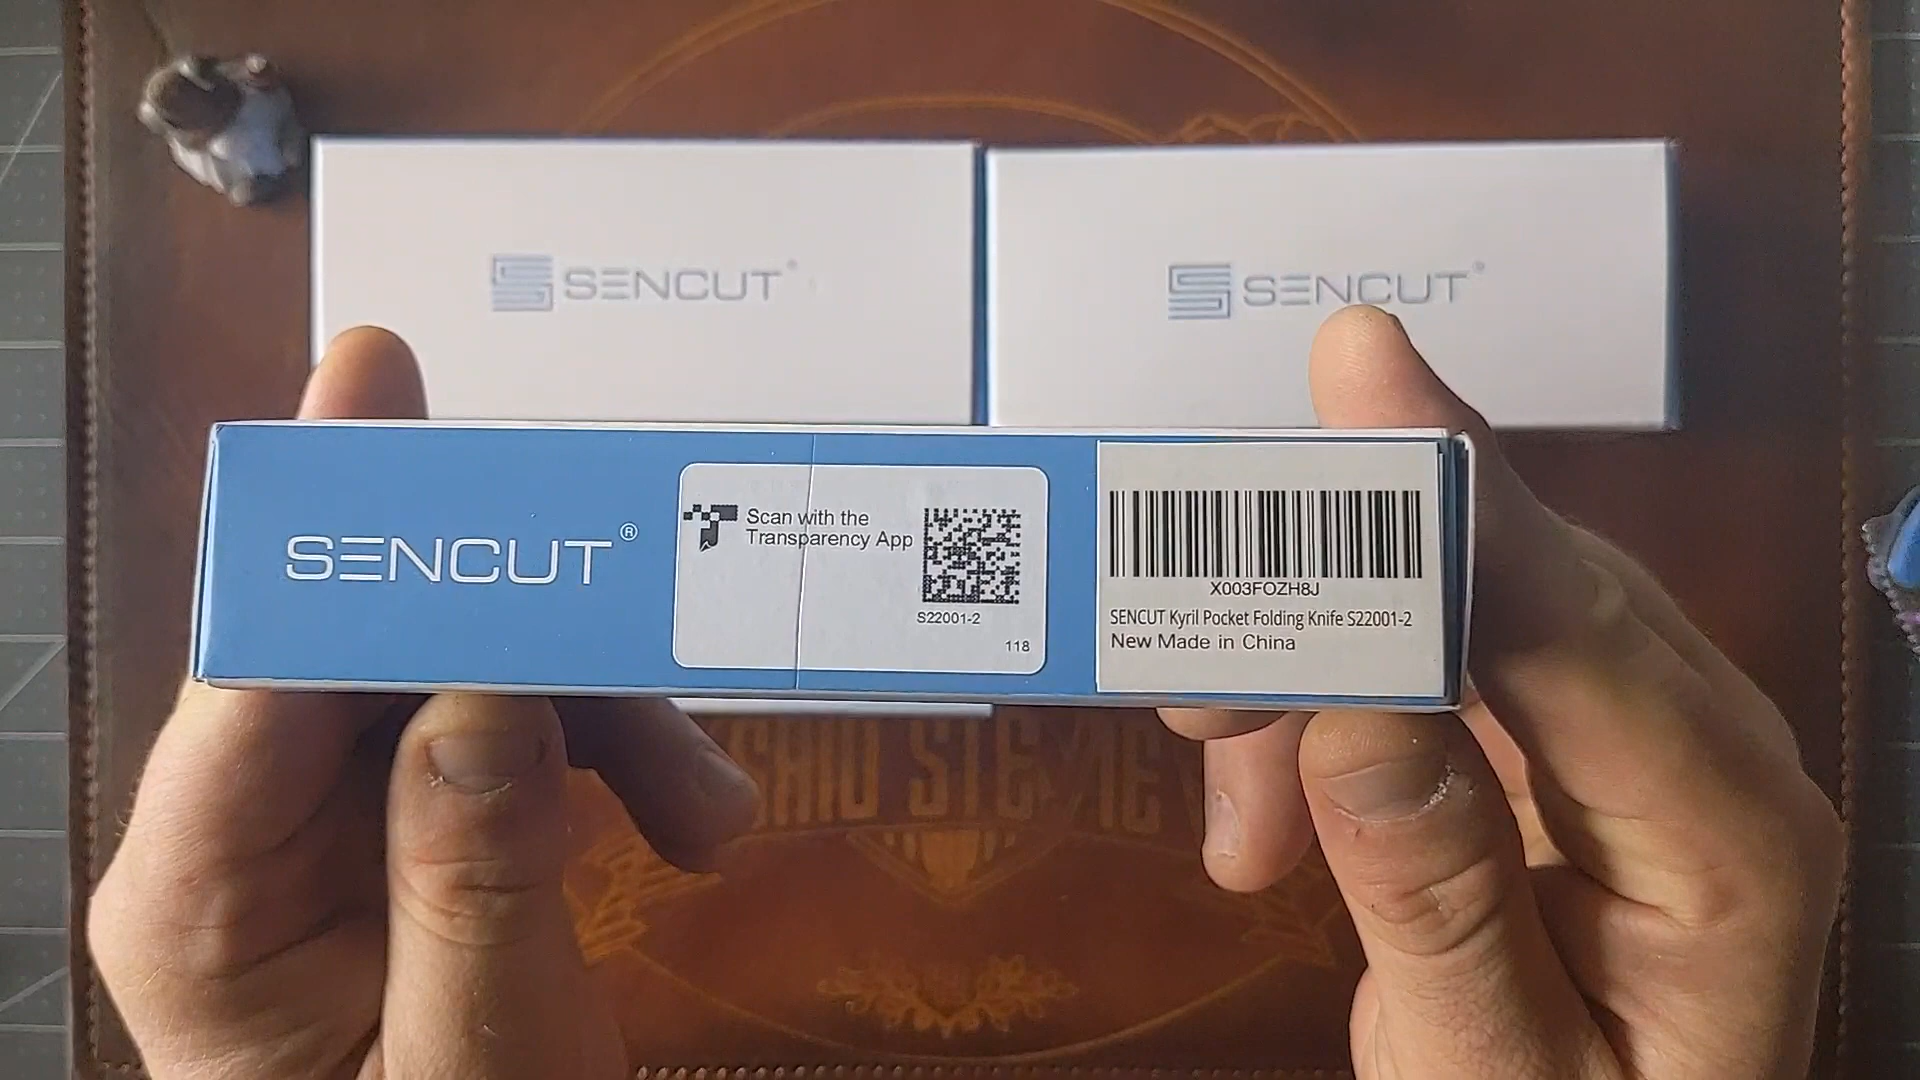 SENCUT®
SENCUT®
SENCUT®
Scan with the
Transparency App
S22001-2
118
X003FOZH8J
SENCUT Kyril Pocket Folding Knife S22001-2
New Made in China
SAID